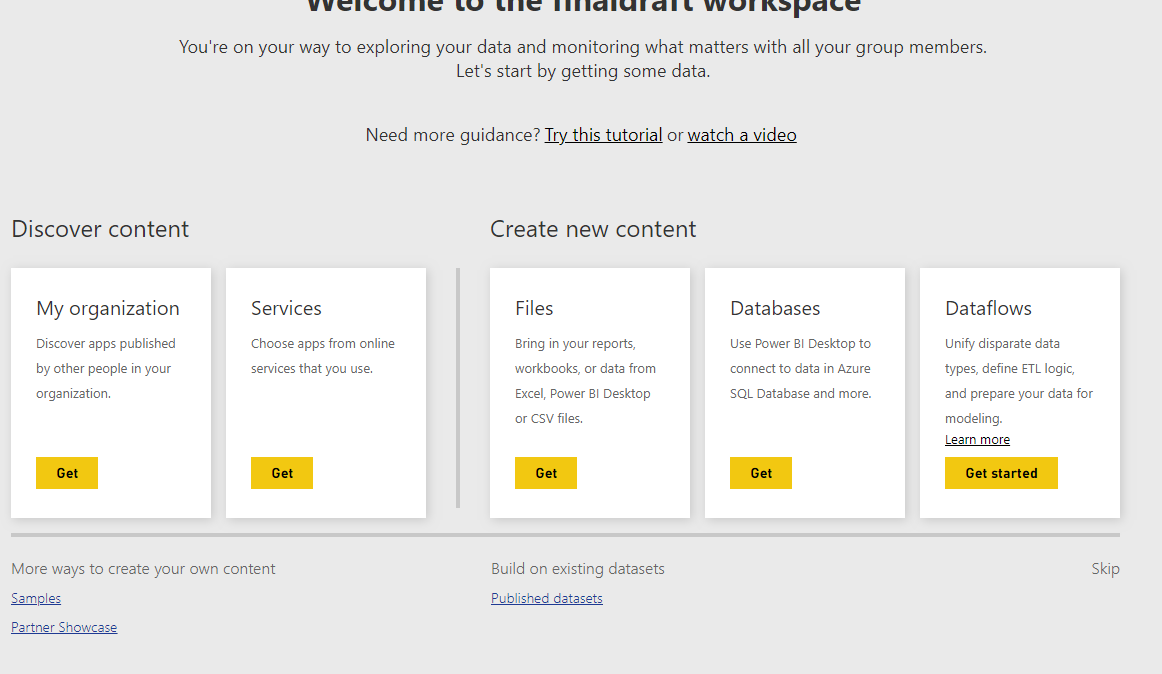 Welcome to the finaldraft workspace
You're on your way to exploring your data and monitoring what matters with all your group members.
Let's start by getting some data.
Need more guidance? Try this tutorial or watch a video
Discover content
Create new content
My organization
Discover apps published
by other people in your
organization.
Get
Services
Choose apps from online
services that you use.
Get
Files
Bring in your reports,
workbooks, or data from
Excel, Power BI Desktop
or CSV files.
Get
Databases
Use Power BI Desktop to
connect to data in Azure
SQL Database and more.
Get
Dataflows
Unify disparate data
types, define ETL logic,
and prepare your data for
modeling.
Learn more
Get started
More ways to create your own content
Samples
Partner Showcase
Build on existing datasets
Published datasets
Skip